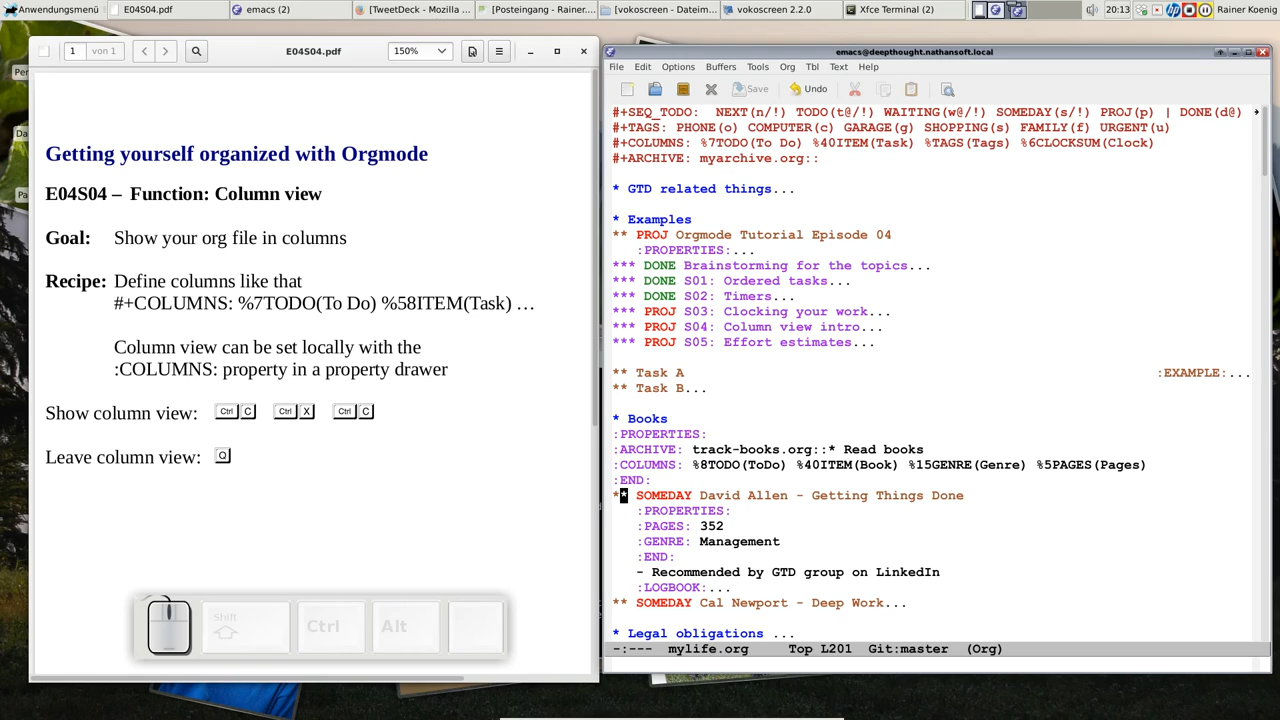 Anwendungsmenü
E04S04.pdf
emacs (2)
[TweetDeck - Mozilla ...
[Posteingang - Rainer....
[vokoscreen - Dateim...
vokoscreen 2.2.0
Xfce Terminal (2)
20:13
Rainer Koenig
1 von 1
150%
E04S04.pdf
Getting yourself organized with Orgmode
E04S04 – Function: Column view
Goal: Show your org file in columns
Recipe: Define columns like that
#+COLUMNS: %7TODO(To Do) %58ITEM(Task) …
Column view can be set locally with the
:COLUMNS: property in a property drawer
Show column view: Ctrl C Ctrl X Ctrl C
Leave column view: Q
Shift Ctrl Alt
emacs@deepthought.nathansoft.local
File Edit Options Buffers Tools Org Tbl Text Help
Save Undo
#+SEQ_TODO: NEXT(n/!) TODO(t@/!) WAITING(w@/!) SOMEDAY(s/!) PROJ(p) | DONE(d@)
#+TAGS: PHONE(o) COMPUTER(c) GARAGE(g) SHOPPING(s) FAMILY(f) URGENT(u)
#+COLUMNS: %7TODO(To Do) %40ITEM(Task) %TAGS(Tags) %6CLOCKSUM(Clock)
#+ARCHIVE: myarchive.org::
* GTD related things...
* Examples
** PROJ Orgmode Tutorial Episode 04
:PROPERTIES:...
*** DONE Brainstorming for the topics...
*** DONE S01: Ordered tasks...
*** DONE S02: Timers...
*** PROJ S03: Clocking your work...
*** PROJ S04: Column view intro...
*** PROJ S05: Effort estimates...
** Task A :EXAMPLE:...
** Task B...
* Books
:PROPERTIES:
:ARCHIVE: track-books.org::* Read books
:COLUMNS: %8TODO(ToDo) %40ITEM(Book) %15GENRE(Genre) %5PAGES(Pages)
:END:
** SOMEDAY David Allen - Getting Things Done
:PROPERTIES:
:PAGES: 352
:GENRE: Management
:END:
- Recommended by GTD group on LinkedIn
:LOGBOOK:...
** SOMEDAY Cal Newport - Deep Work...
* Legal obligations ...
-:--- mylife.org Top L201 Git:master (Org)